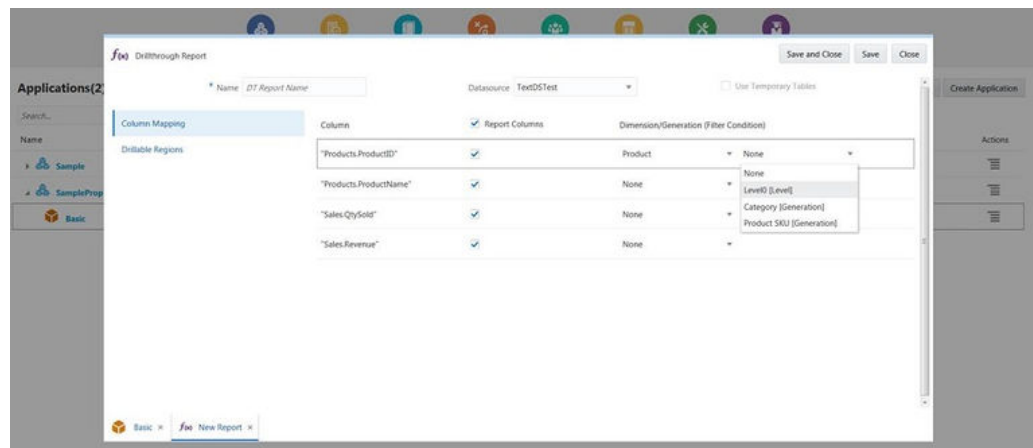 f(x) Drillthrough Report
Save and Close Save Close
Applications(2)
* Name DT Report Name Datasource TextDSTest Use Temporary Tables
Create Application
Search...
Column Mapping
Column Report Columns Dimension/Generation (Filter Condition)
Name
Actions
Drillable Regions
"Products.ProductID" Product None
Sample
None
"Products.ProductName" None
Level0 [Level]
SampleProp
Category [Generation]
Basic
"Sales.QtySold" None
Product SKU [Generation]
"Sales.Revenue" None
Basic × f(x) New Report ×